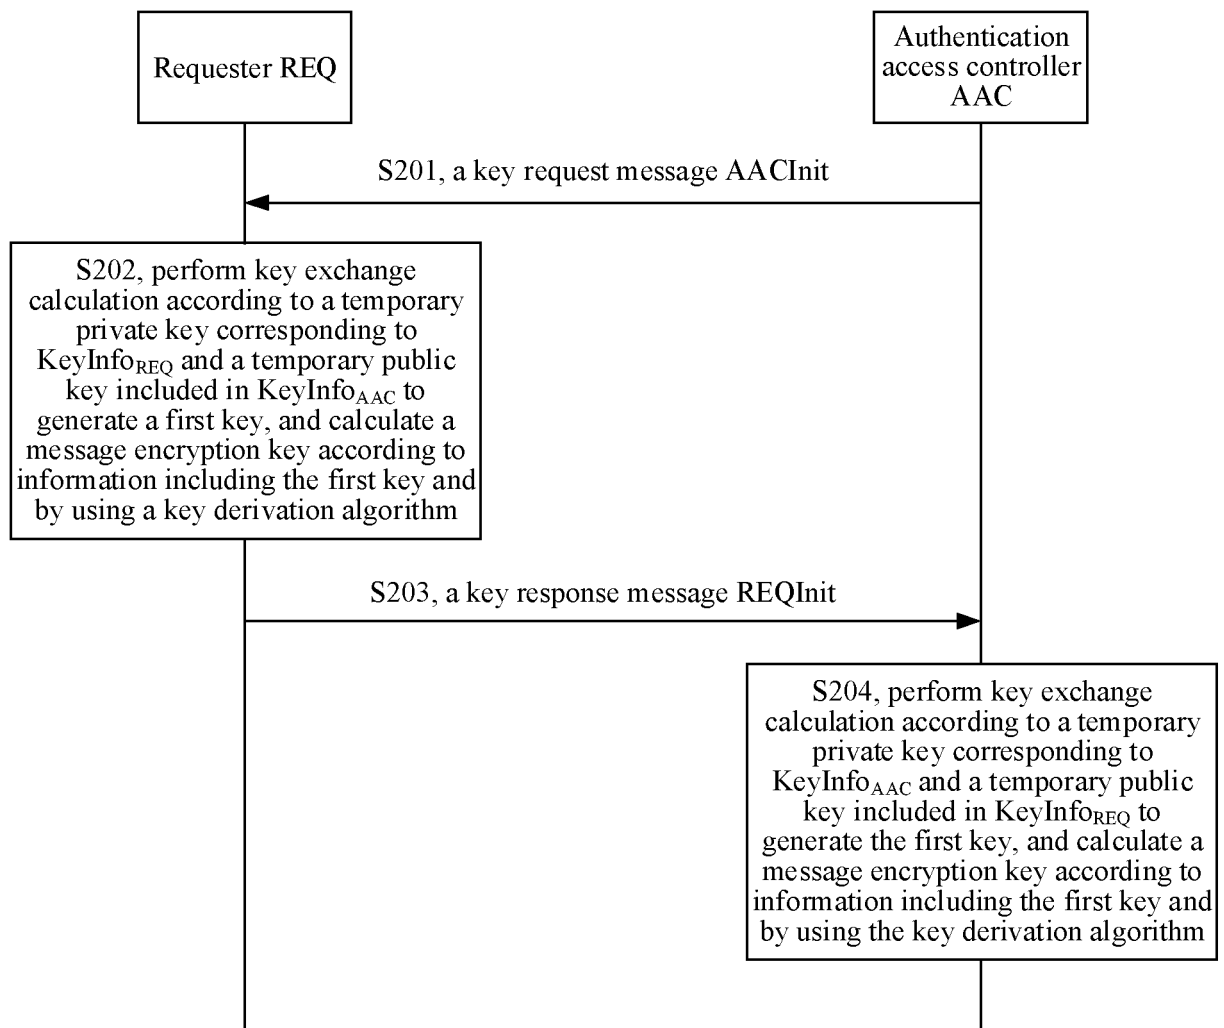 Requester REQ
Authentication
access controller
AAC
S201, a key request message AACInit
S202, perform key exchange
calculation according to a temporary
private key corresponding to
KeyInfoREQ and a temporary public
key included in KeyInfoAAC to
generate a first key, and calculate a
message encryption key according to
information including the first key and
by using a key derivation algorithm
S203, a key response message REQInit
S204, perform key exchange
calculation according to a temporary
private key corresponding to
KeyInfoAAC and a temporary public
key included in KeyInfoREQ to
generate the first key, and calculate a
message encryption key according to
information including the first key and
by using the key derivation algorithm